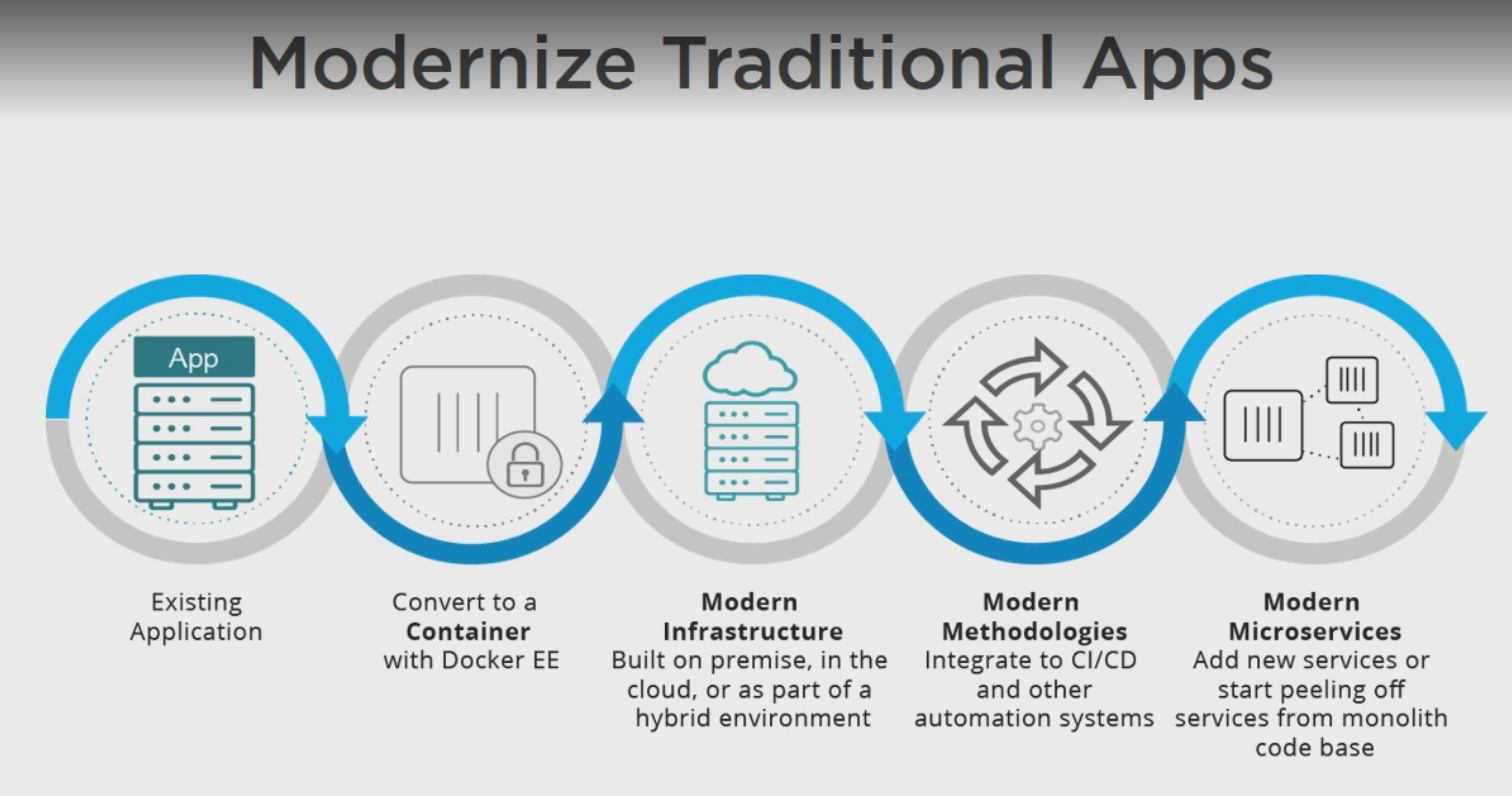 Modernize Traditional Apps
App
Existing
Application
Convert to a
Container
with Docker EE
Modern
Infrastructure
Built on premise, in the
cloud, or as part of a
hybrid environment
Modern
Methodologies
Integrate to CI/CD
and other
automation systems
Modern
Microservices
Add new services or
start peeling off
services from monolith
code base